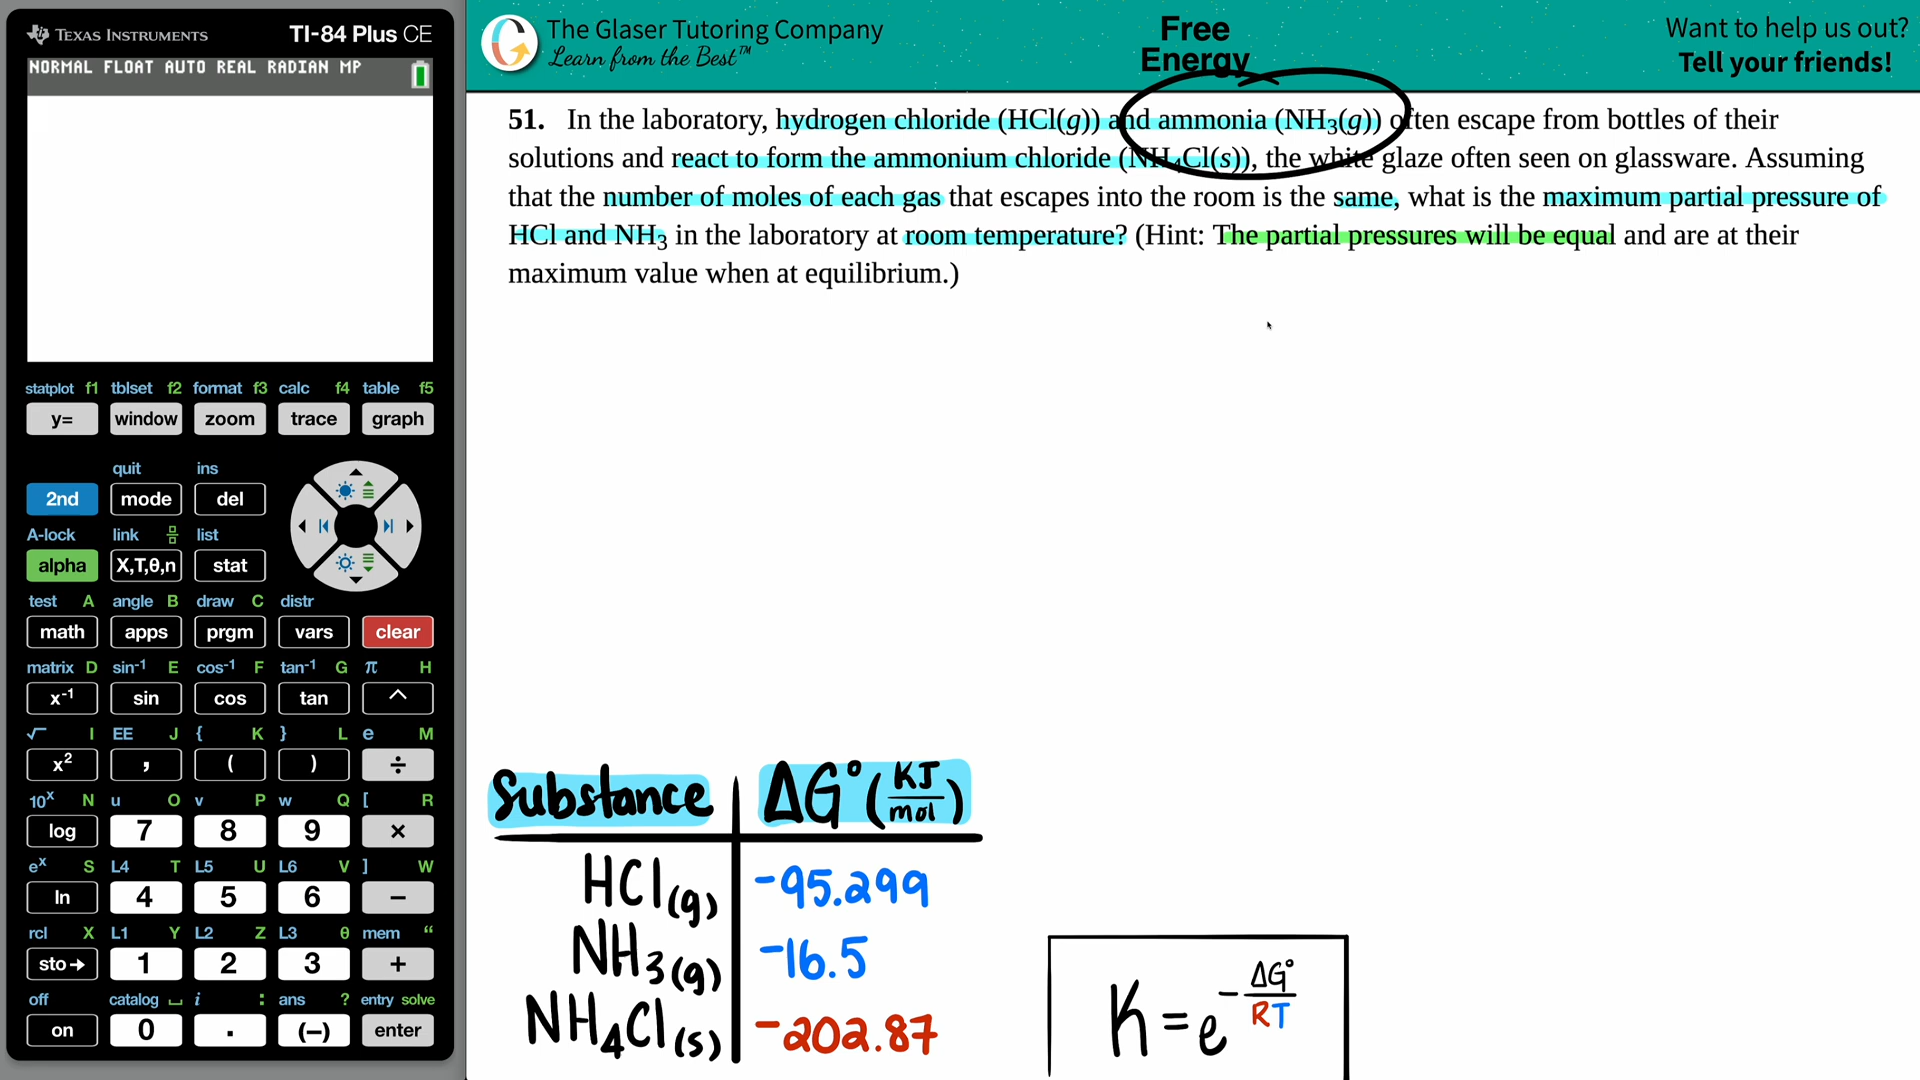 TEXAS INSTRUMENTS TI-84 Plus CE
NORMAL FLOAT AUTO REAL RADIAN MP
statplot f1 tblset f2 format f3 calc f4 table f5
y= window zoom trace graph
quit ins
2nd mode del
A-lock link list
alpha X,T,θ,n stat
test A angle B draw C distr
math apps prgm vars clear
matrix D sin⁻¹ E cos⁻¹ F tan⁻¹ G π H
x⁻¹ sin cos tan ^
√ I EE J { K } L e M
x² , ( ) ÷
10ˣ N u O v P w Q [ R
log 7 8 9 ×
eˣ S L4 T L5 U L6 V ] W
ln 4 5 6 −
rcl X L1 Y L2 Z L3 θ mem “
sto→ 1 2 3 +
off catalog ⎵ i : ans ? entry solve
on 0 . (−) enter
The Glaser Tutoring Company
Learn from the Best™
Free
Energy
Want to help us out?
Tell your friends!
51. In the laboratory, hydrogen chloride (HCl(g)) and ammonia (NH₃(g)) often escape from bottles of their
solutions and react to form the ammonium chloride (NH₄Cl(s)), the white glaze often seen on glassware. Assuming
that the number of moles of each gas that escapes into the room is the same, what is the maximum partial pressure of
HCl and NH₃ in the laboratory at room temperature? (Hint: The partial pressures will be equal and are at their
maximum value when at equilibrium.)
Substance ΔG° (KJ/mol)
HCl(g) -95.299
NH₃(g) -16.5
NH₄Cl(s) -202.87
K = e^(-ΔG°/RT)